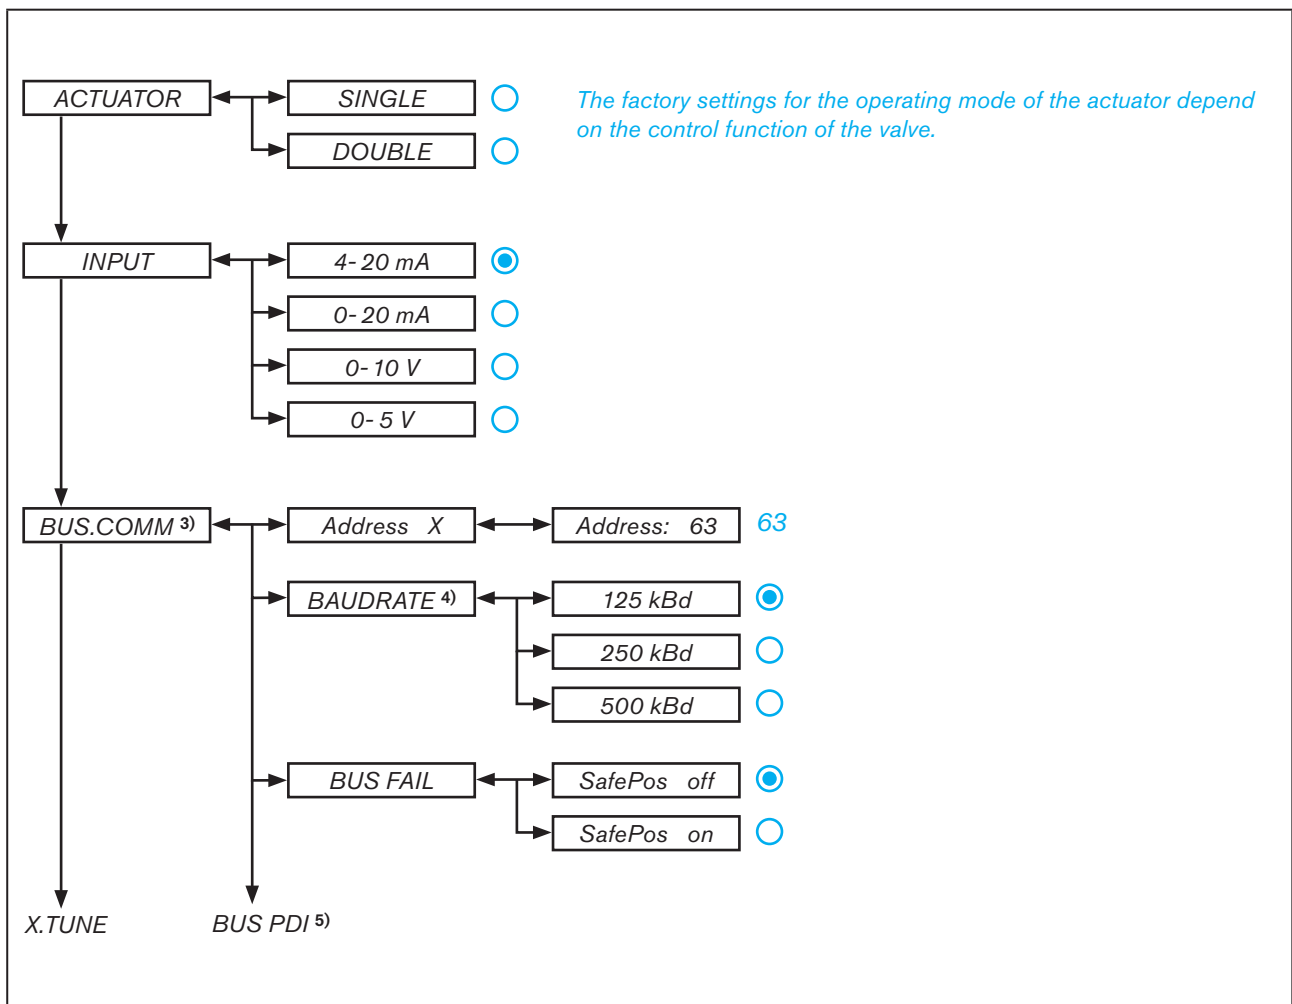 ACTUATOR
SINGLE
The factory settings for the operating mode of the actuator depend
on the control function of the valve.
DOUBLE
INPUT
4-20 mA
0-20 mA
0-10 V
0-5 V
BUS.COMM 3)
Address X
Address: 63
63
BAUDRATE 4)
125 kBd
250 kBd
500 kBd
BUS FAIL
SafePos off
SafePos on
X.TUNE
BUS PDI 5)